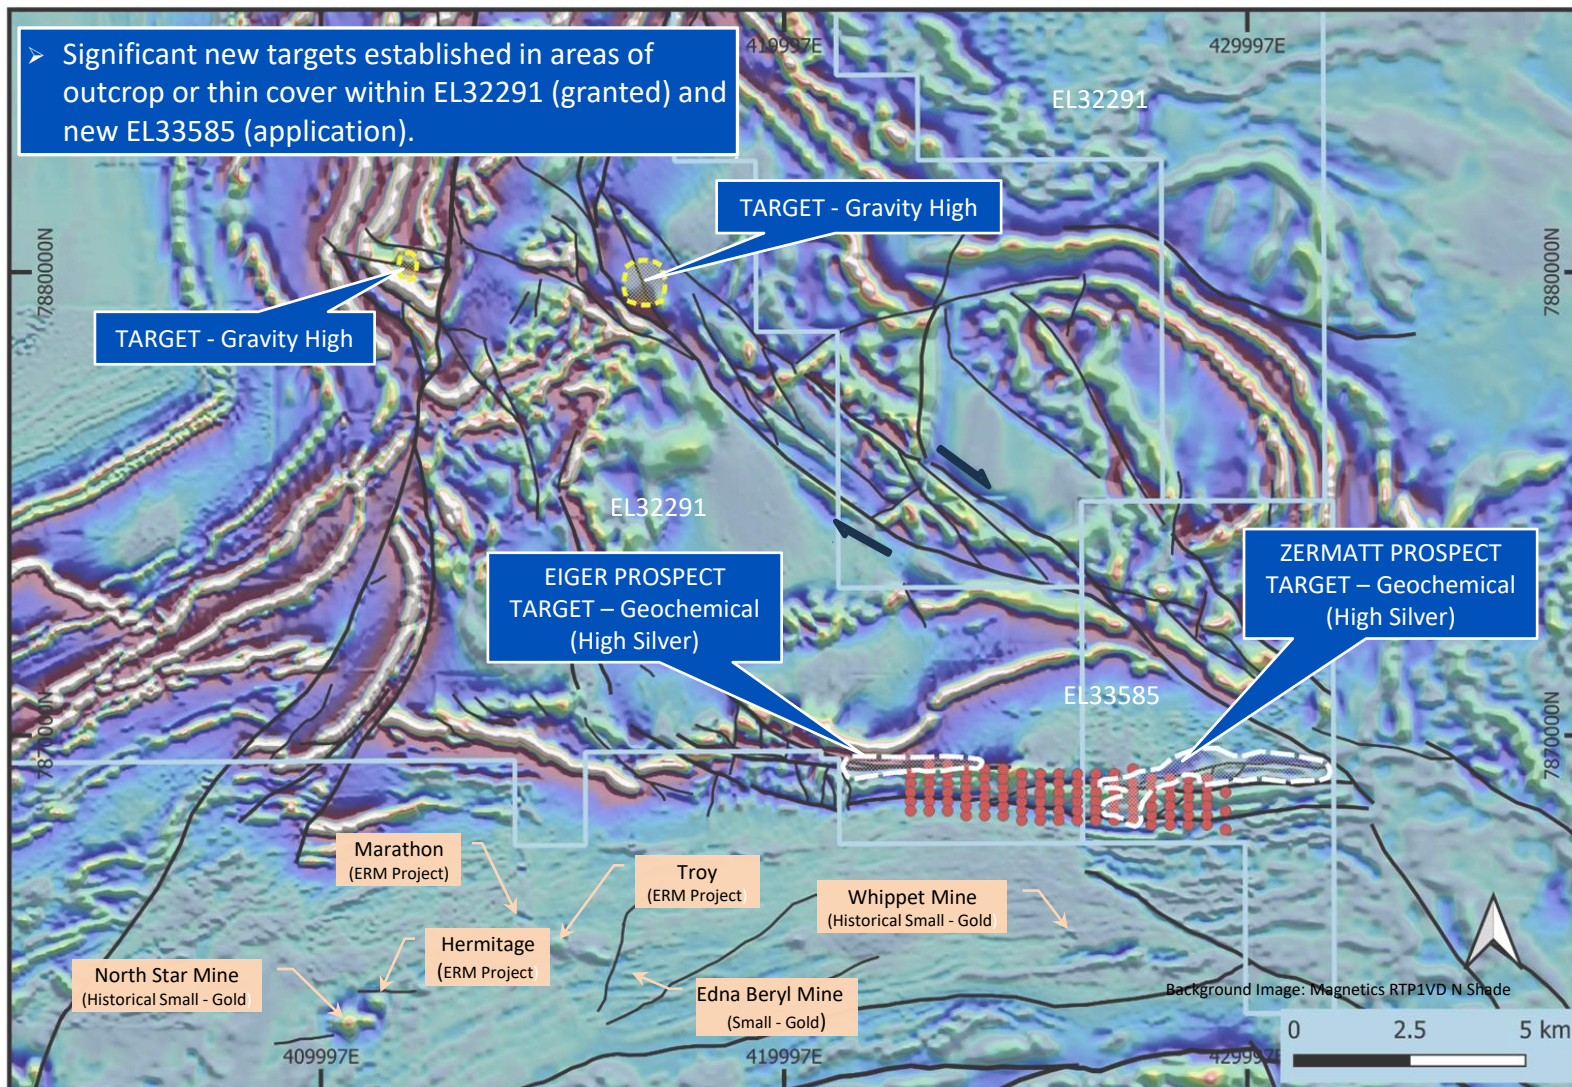 ➢ Significant new targets established in areas of
outcrop or thin cover within EL32291 (granted) and
new EL33585 (application).
419997E
429997E
EL32291
TARGET - Gravity High
7880000N
7880000N
TARGET - Gravity High
EL32291
EIGER PROSPECT
TARGET – Geochemical
(High Silver)
ZERMATT PROSPECT
TARGET – Geochemical
(High Silver)
EL33585
7870000N
7870000N
Marathon
(ERM Project)
Troy
(ERM Project)
Whippet Mine
(Historical Small - Gold)
Hermitage
(ERM Project)
North Star Mine
(Historical Small - Gold)
Edna Beryl Mine
(Small - Gold)
Background Image: Magnetics RTP1VD N Shade
0 2.5 5 km
409997E
419997E
429997E